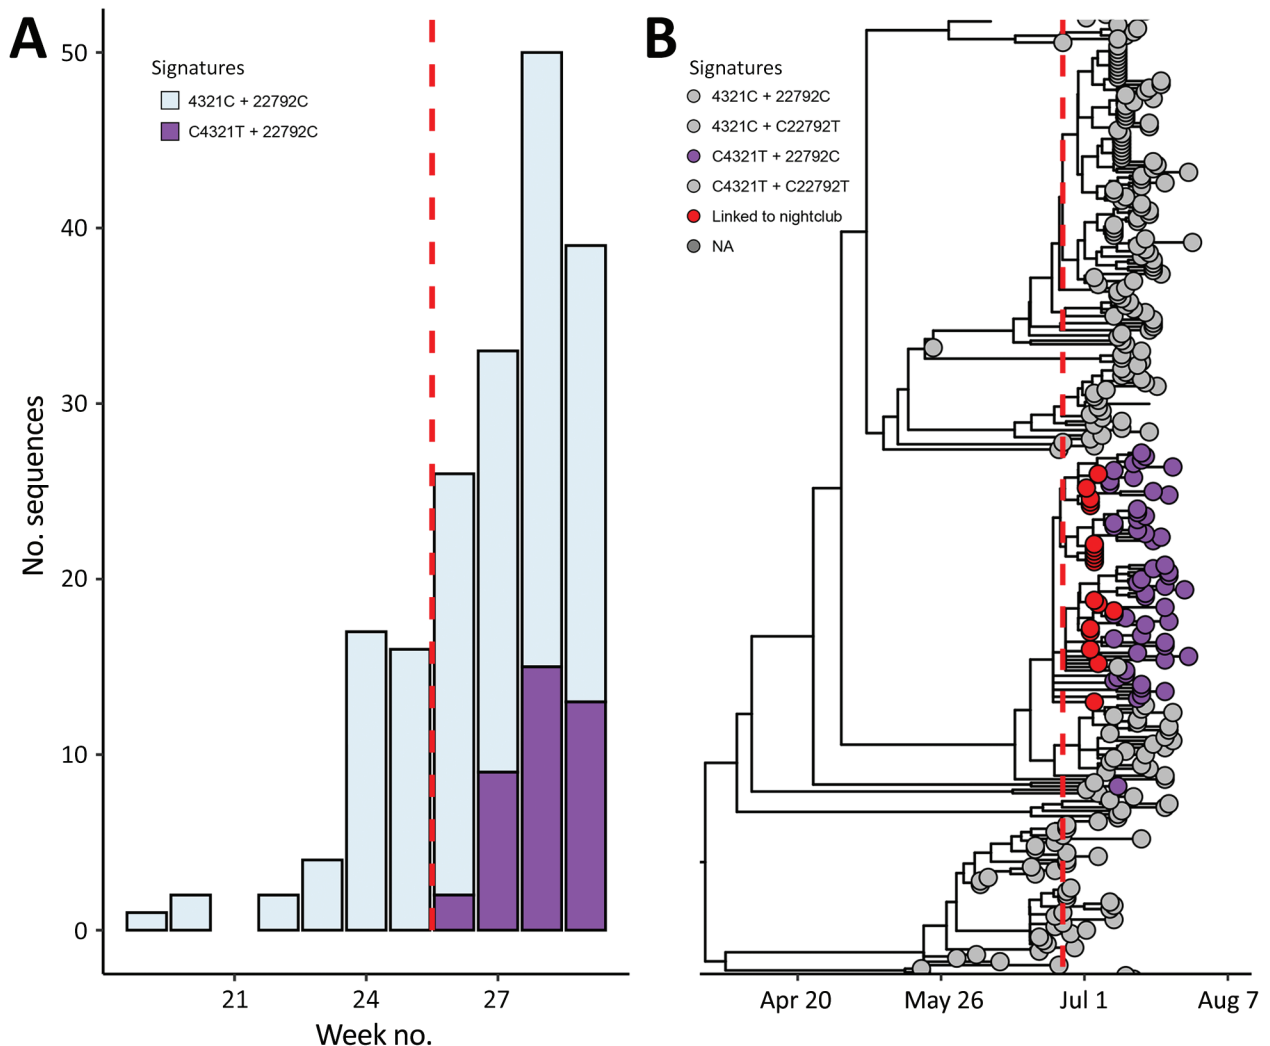 A
Signatures
4321C + 22792C
C4321T + 22792C
No. sequences
50
40
30
20
10
0
21
24
27
Week no.
B
Signatures
4321C + 22792C
4321C + C22792T
C4321T + 22792C
C4321T + C22792T
Linked to nightclub
NA
Apr 20
May 26
Jul 1
Aug 7